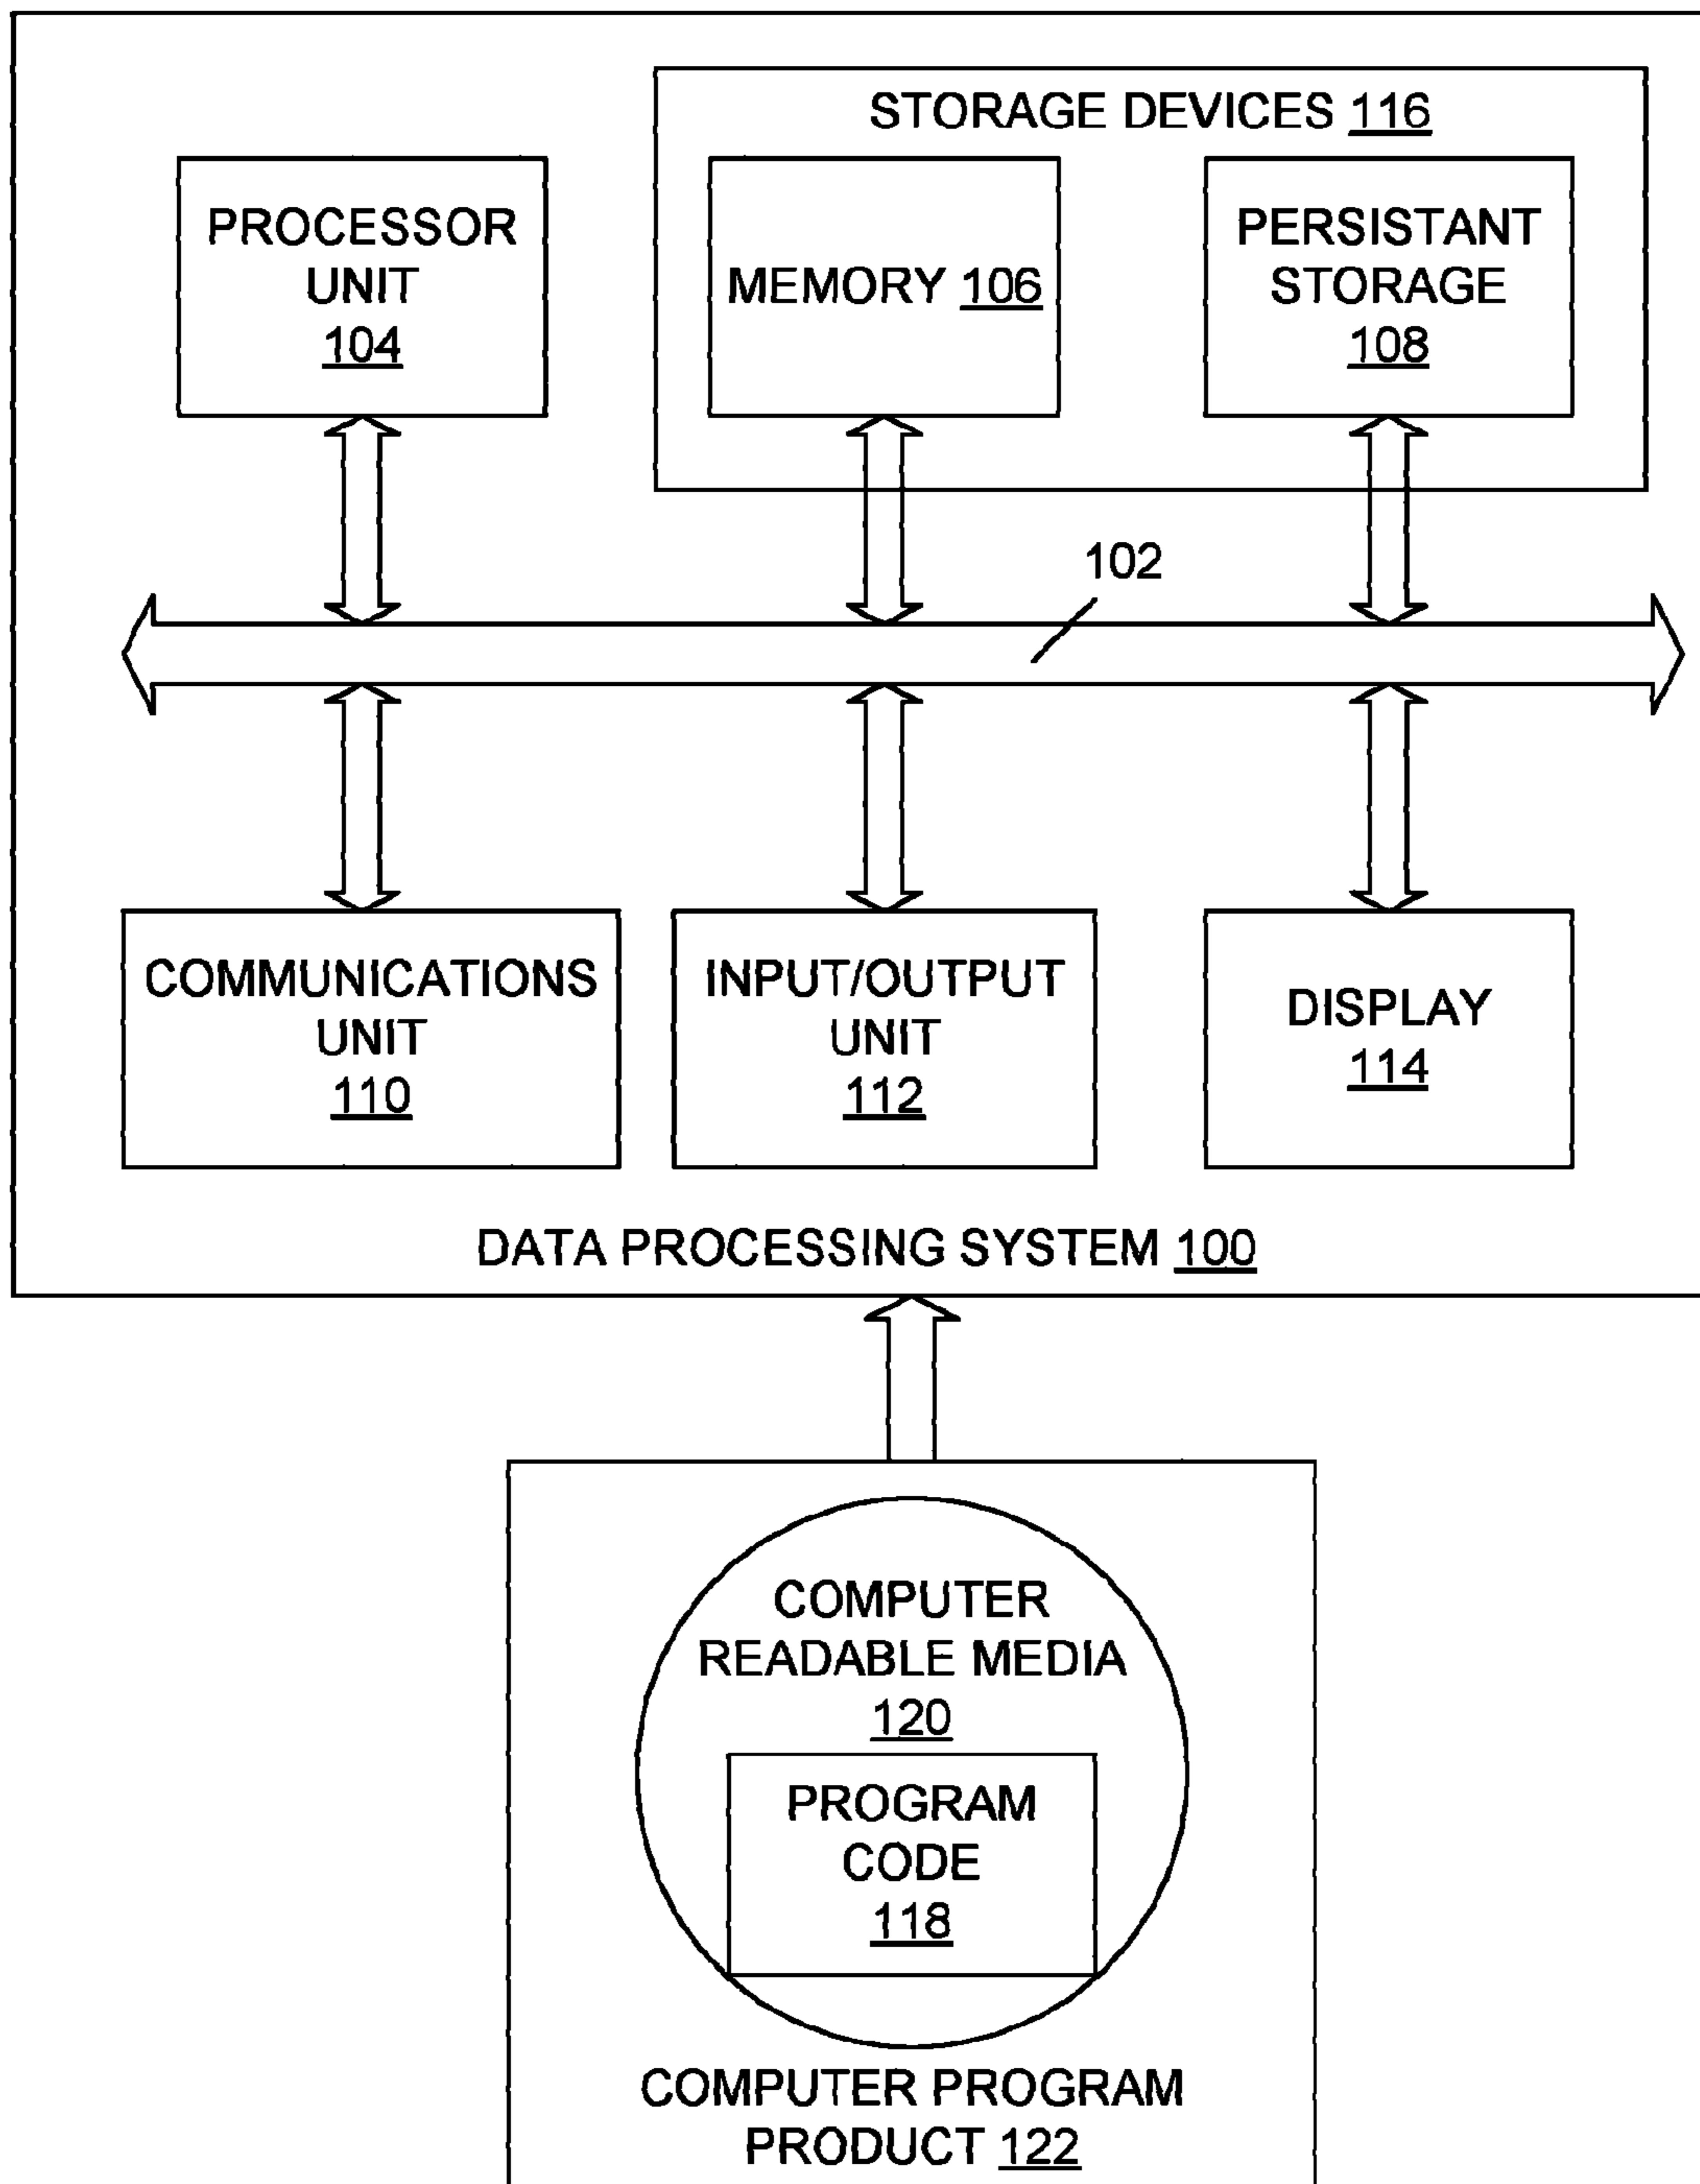 STORAGE DEVICES 116
PROCESSOR
UNIT
104
MEMORY 106
PERSISTANT
STORAGE
108
102
COMMUNICATIONS
UNIT
110
INPUT/OUTPUT
UNIT
112
DISPLAY
114
DATA PROCESSING SYSTEM 100
COMPUTER
READABLE MEDIA
120
PROGRAM
CODE
118
COMPUTER PROGRAM
PRODUCT 122